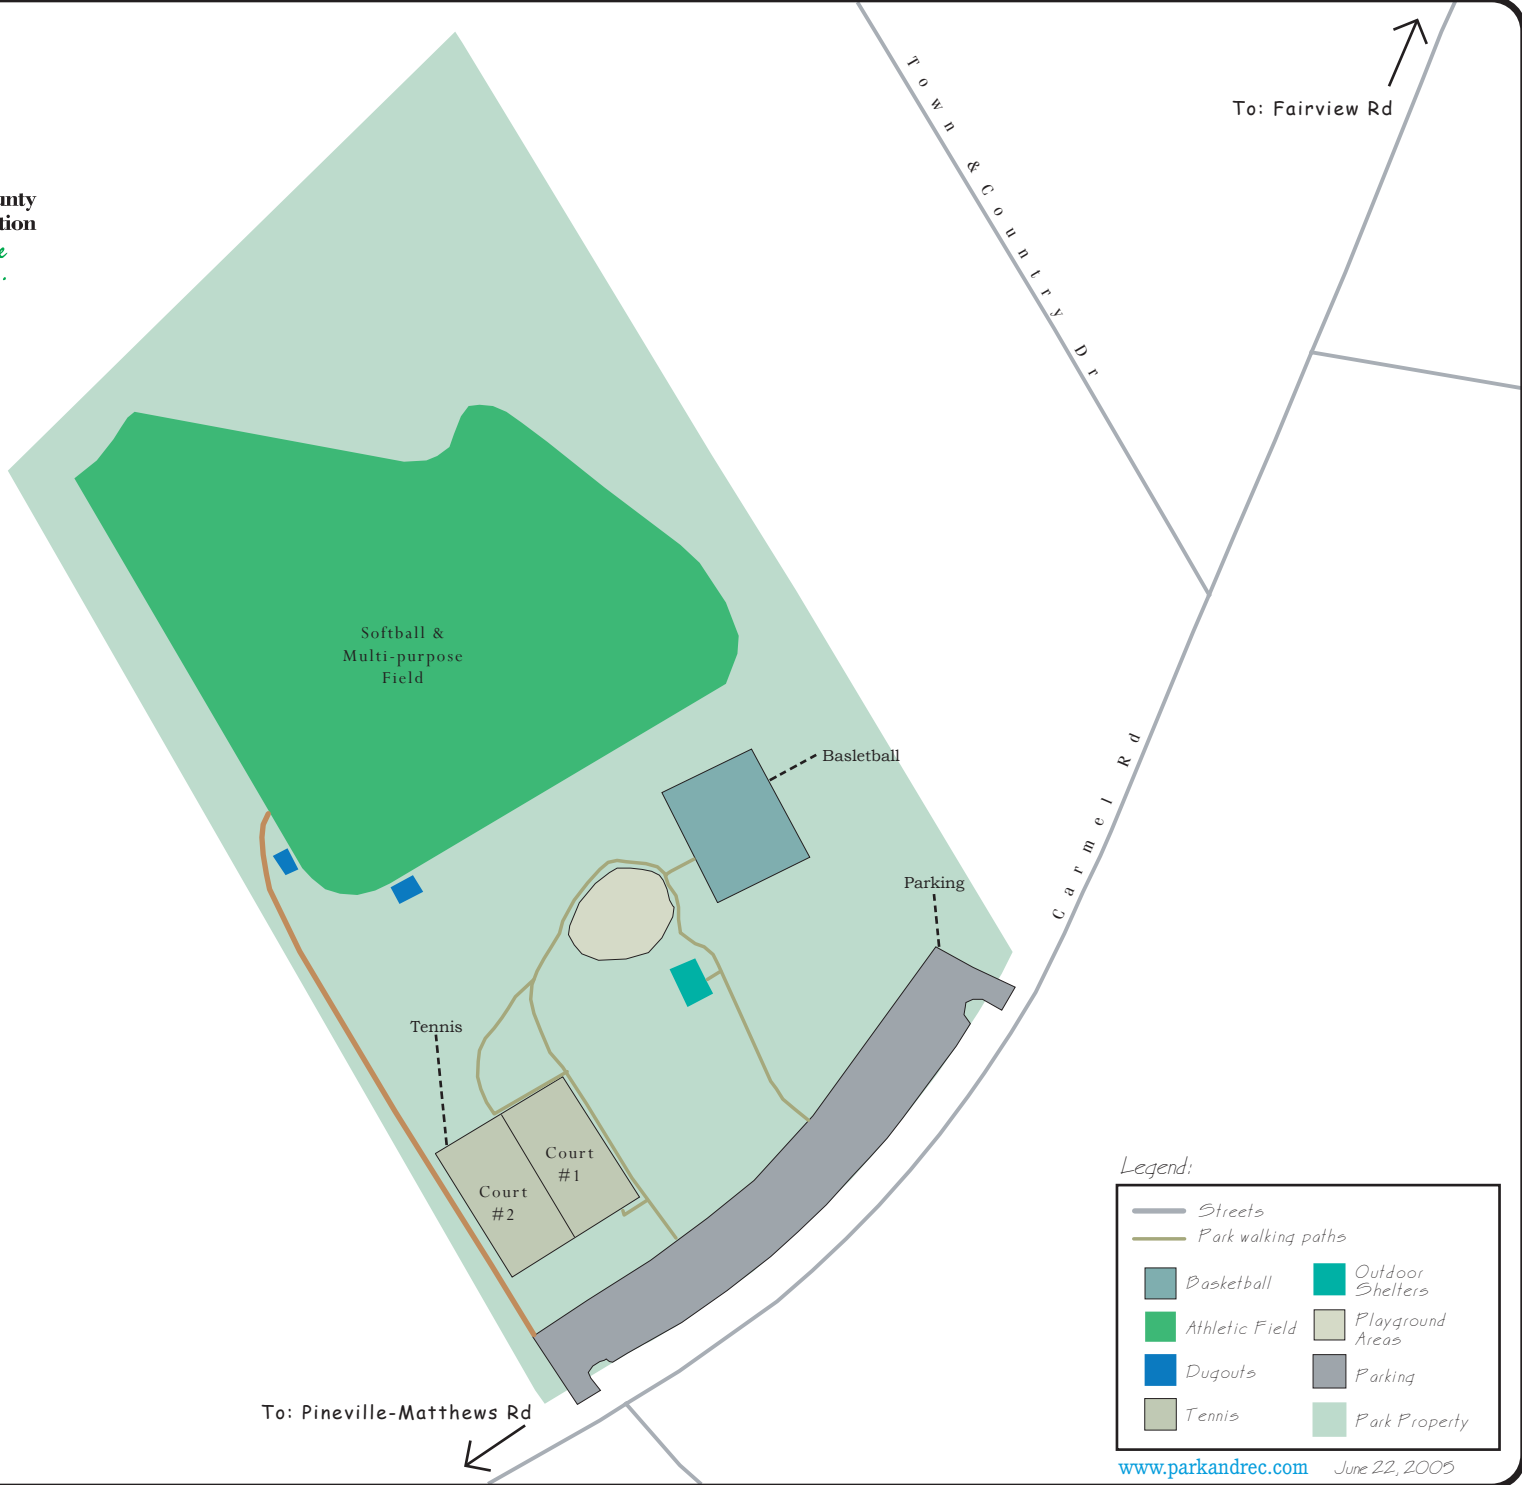 unty
tion
e
.
Town & Country Dr
To: Fairview Rd
Softball &
Multi-purpose
Field
Basletball
Carmel Rd
Parking
Tennis
Court
#1
Court
#2
To: Pineville-Matthews Rd
Legend:
Streets
Park walking paths
Basketball
Outdoor
Shelters
Athletic Field
Playground
Areas
Dugouts
Parking
Tennis
Park Property
www.parkandrec.com
June 22, 2005